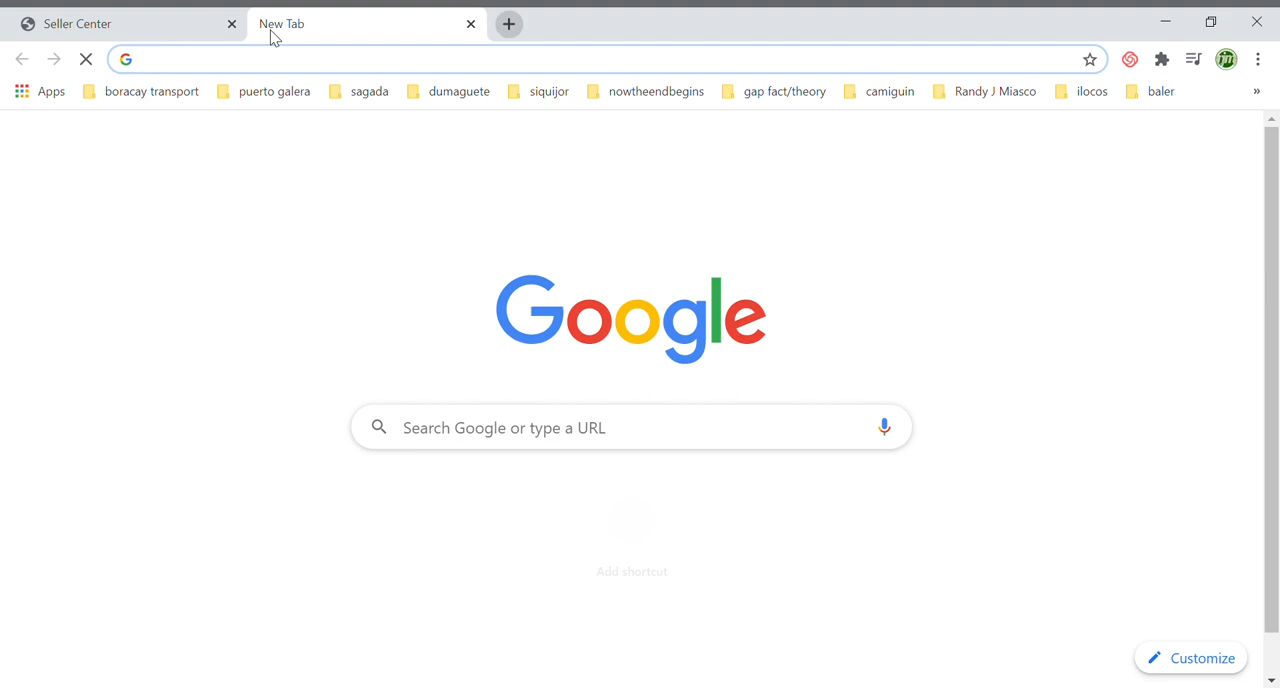 Seller Center
New Tab
Apps boracay transport puerto galera sagada dumaguete siquijor nowtheendbegins gap fact/theory camiguin Randy J Miasco ilocos baler »
Google
Search Google or type a URL
Add shortcut
Customize